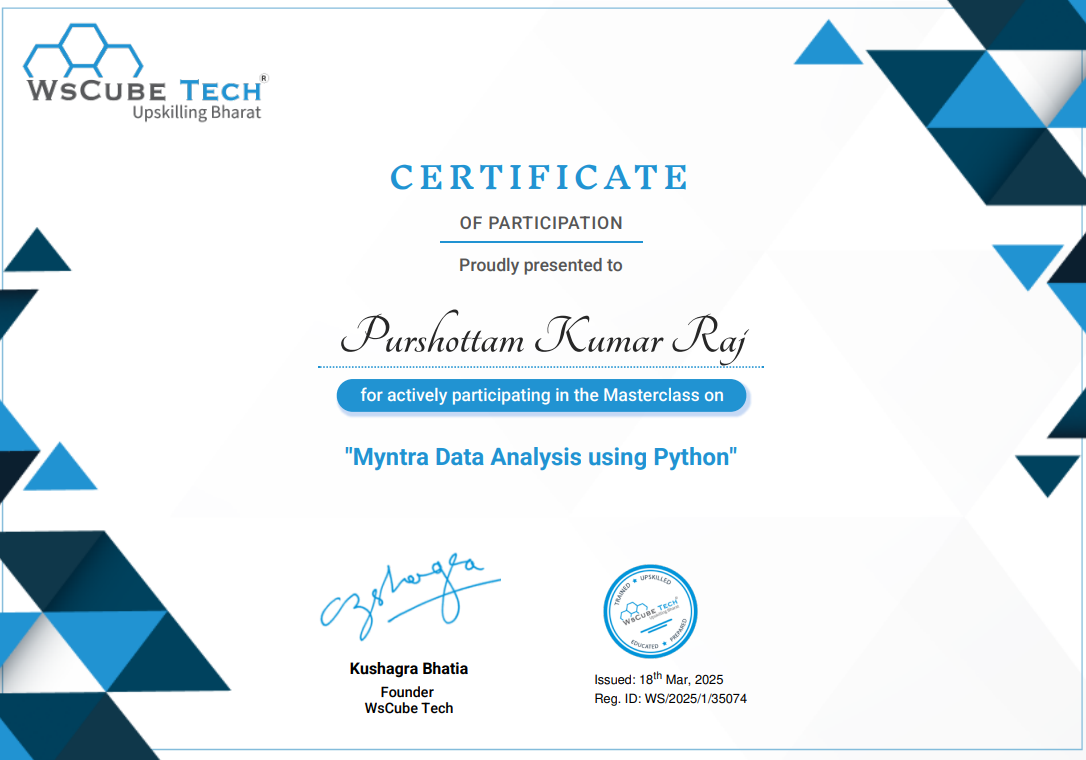 WSCUBE TECH®
Upskilling Bharat
CERTIFICATE
OF PARTICIPATION
Proudly presented to
Purshottam Kumar Raj
for actively participating in the Masterclass on
"Myntra Data Analysis using Python"
Kushagra
TRAINED ★ UPSKILLED
WSCUBE TECH®
Upskilling Bharat
EDUCATED ★ PREPARED
Kushagra Bhatia
Founder
WsCube Tech
Issued: 18th Mar, 2025
Reg. ID: WS/2025/1/35074